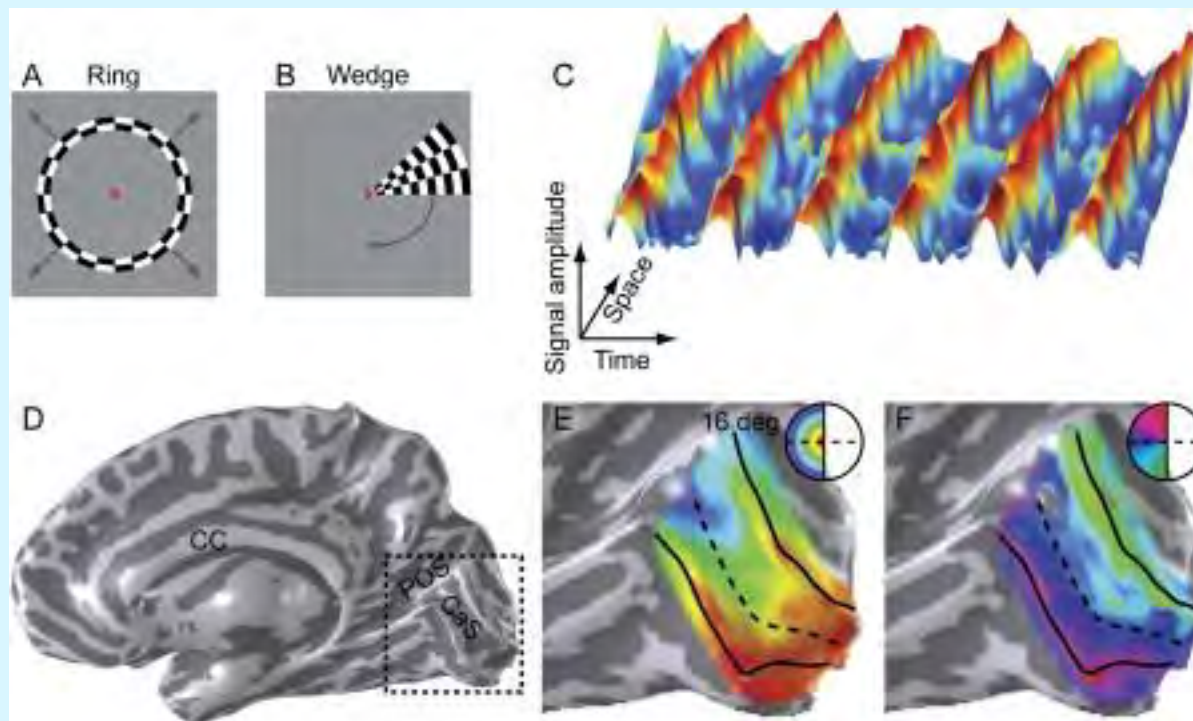 A Ring
B Wedge
C
Signal amplitude
Space
Time
D
CC
POS
CaS
E
16 deg
F